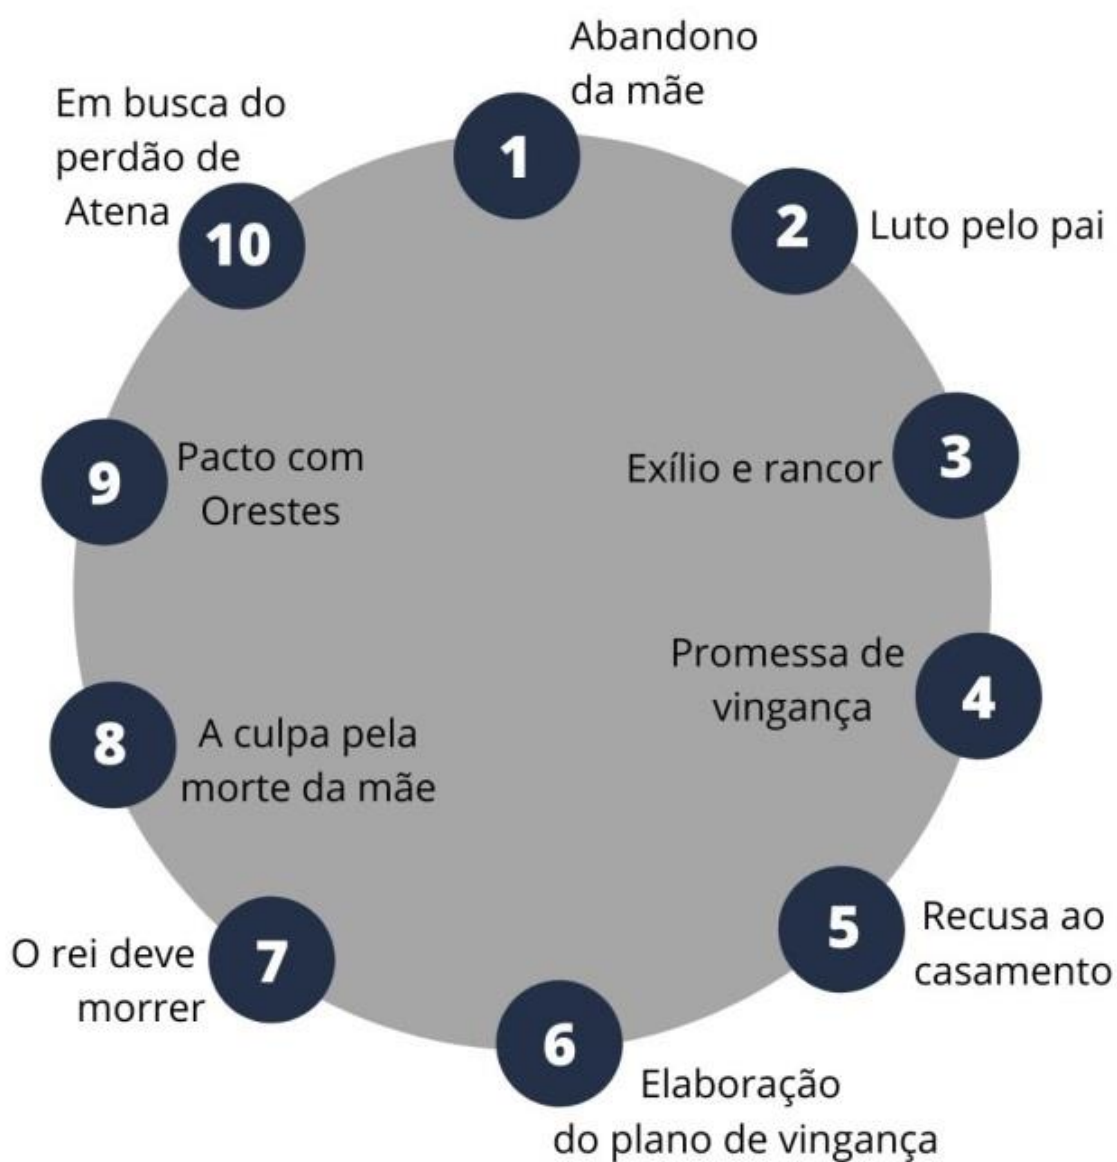 1
Abandono
da mãe
2
Luto pelo pai
3
Exílio e rancor
4
Promessa de
vingança
5
Recusa ao
casamento
6
Elaboração
do plano de vingança
7
O rei deve
morrer
8
A culpa pela
morte da mãe
9
Pacto com
Orestes
10
Em busca do
perdão de
Atena